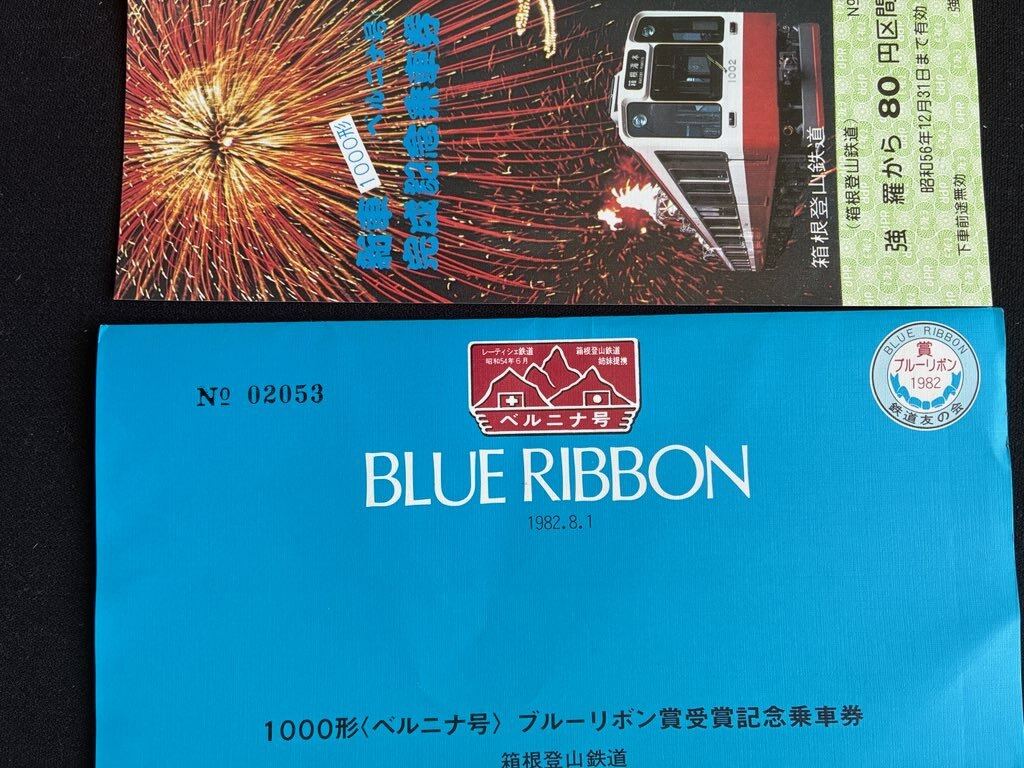 新車1000形ベルニナ号
完成記念乗車券
箱根湯本
1002
箱根登山鉄道
Nº
(箱根登山鉄道)
強羅から80円区間
昭和56年12月31日まで有効
下車前途無効
強
Nº 02053
レーティシェ鉄道
昭和54年6月
箱根登山鉄道
姉妹提携
ベルニナ号
BLUE RIBBON
賞
ブルーリボン
1982
鉄道友の会
BLUE RIBBON
1982.8.1
1000形〈ベルニナ号〉ブルーリボン賞受賞記念乗車券
箱根登山鉄道